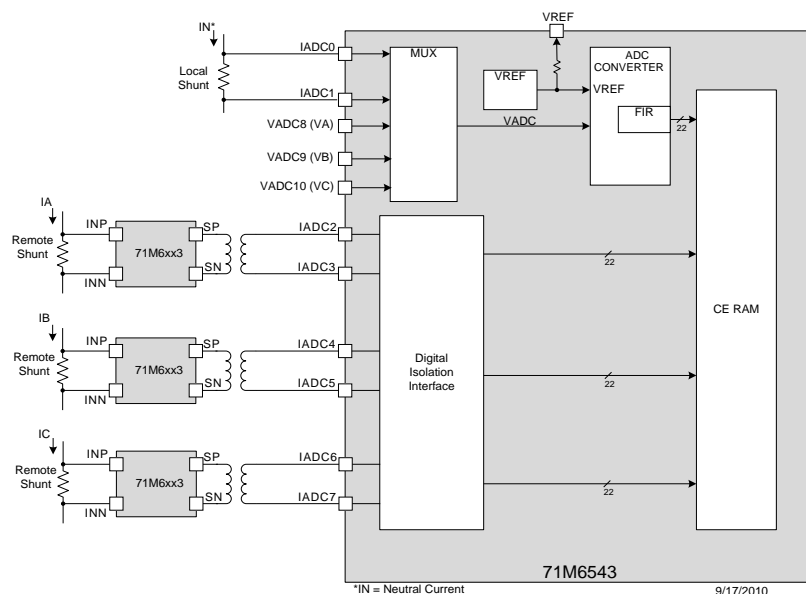 IN*
Local
Shunt
IADC0
IADC1
VADC8 (VA)
VADC9 (VB)
VADC10 (VC)
MUX
VREF
VREF
ADC
CONVERTER
VREF
FIR
VADC
22
IA
Remote
Shunt
INP
INN
71M6xx3
SP
SN
IADC2
IADC3
22
IB
Remote
Shunt
INP
INN
71M6xx3
SP
SN
IADC4
IADC5
Digital
Isolation
Interface
22
CE RAM
IC
Remote
Shunt
INP
INN
71M6xx3
SP
SN
IADC6
IADC7
22
71M6543
*IN = Neutral Current
9/17/2010